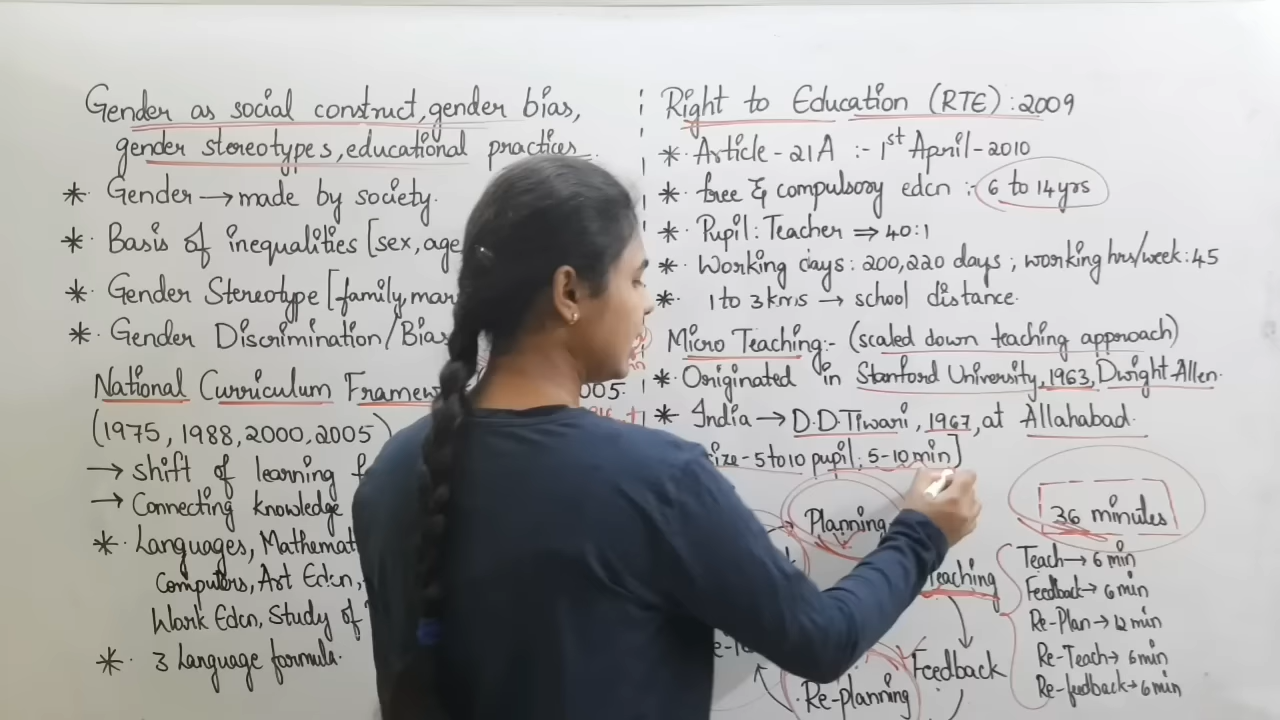 Gender as social construct, gender bias,
gender stereotypes, educational practices
* Gender → made by society.
* Basis of inequalities [sex, age
* Gender Stereotype [family,
* Gender Discrimination/Bias
National Curriculum 2005.
(1975, 1988, 2000, 2005)
→ shift of learning
→ Connecting knowledge
* Languages,
Computers, Art Edcn,
Work Edcn, Study of
* 3 Language formula.
Right to Education (RTE) : 2009
* Article - 21A :- 1st April - 2010
* free & compulsory edcn :- 6 to 14 yrs
* Pupil : Teacher ⇒ 40:1
* Working days : 200, 220 days ; working hrs/week : 45
* 1 to 3 kms → school distance.
Micro Teaching :- (scaled down teaching approach)
* Originated in Stanford University, 1963, Dwight Allen.
* India → D.D. Tiwari, 1967, at Allahabad.
5 to 10 pupil ; 5-10 min]
Planning
Teaching
Feedback
Re-planning
36 minutes
Teach → 6 min
Feedback → 6 min
Re-Plan → 12 min
Re-Teach → 6 min
Re-feedback → 6 min